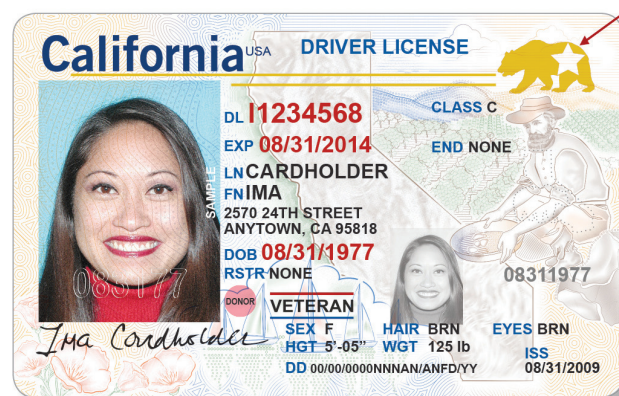 California USA DRIVER LICENSE
DL I1234568 CLASS C
EXP 08/31/2014 END NONE
LN CARDHOLDER
FN IMA
2570 24TH STREET
ANYTOWN, CA 95818
DOB 08/31/1977
RSTR NONE 08311977
SAMPLE
083177
DONOR
VETERAN
Ima Cardholder
SEX F HAIR BRN EYES BRN
HGT 5'-05" WGT 125 lb ISS
DD 00/00/0000NNNAN/ANFD/YY 08/31/2009